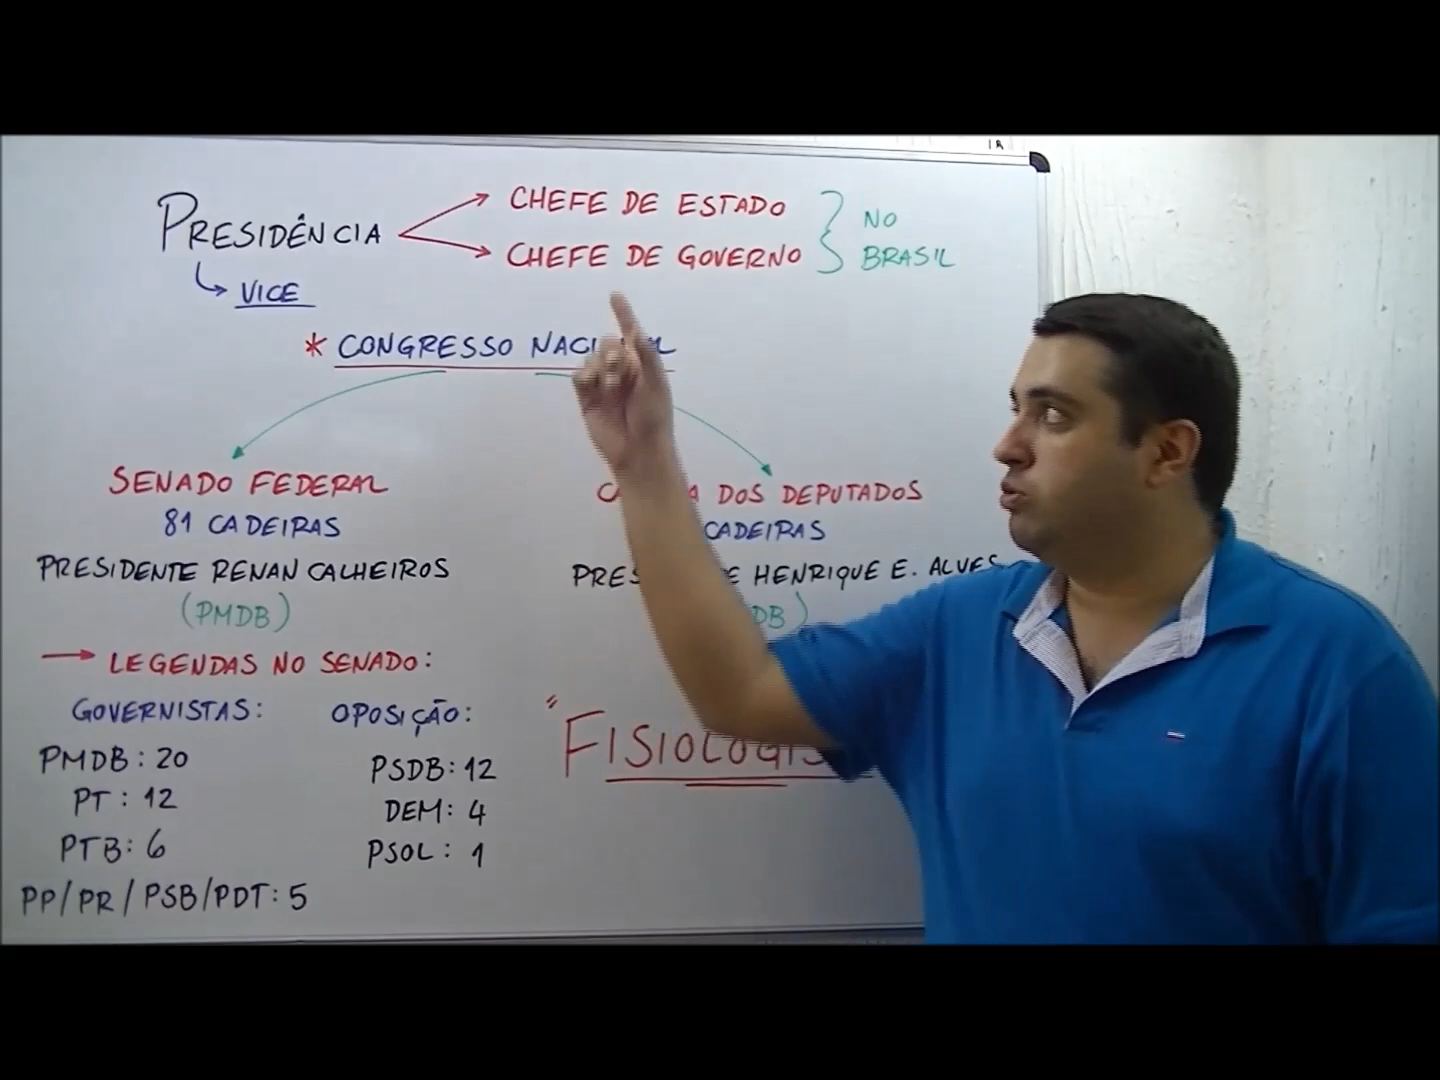 PRESIDÊNCIA
CHEFE DE ESTADO
CHEFE DE GOVERNO
NO
BRASIL
VICE
* CONGRESSO
SENADO FEDERAL
81 CADEIRAS
PRESIDENTE RENAN CALHEIROS
(PMDB)
DOS DEPUTADOS
CADEIRAS
HENRIQUE E. ALVES
LEGENDAS NO SENADO:
GOVERNISTAS:
PMDB: 20
PT: 12
PTB: 6
PP/PR/PSB/PDT: 5
OPOSIÇÃO:
PSDB: 12
DEM: 4
PSOL: 1